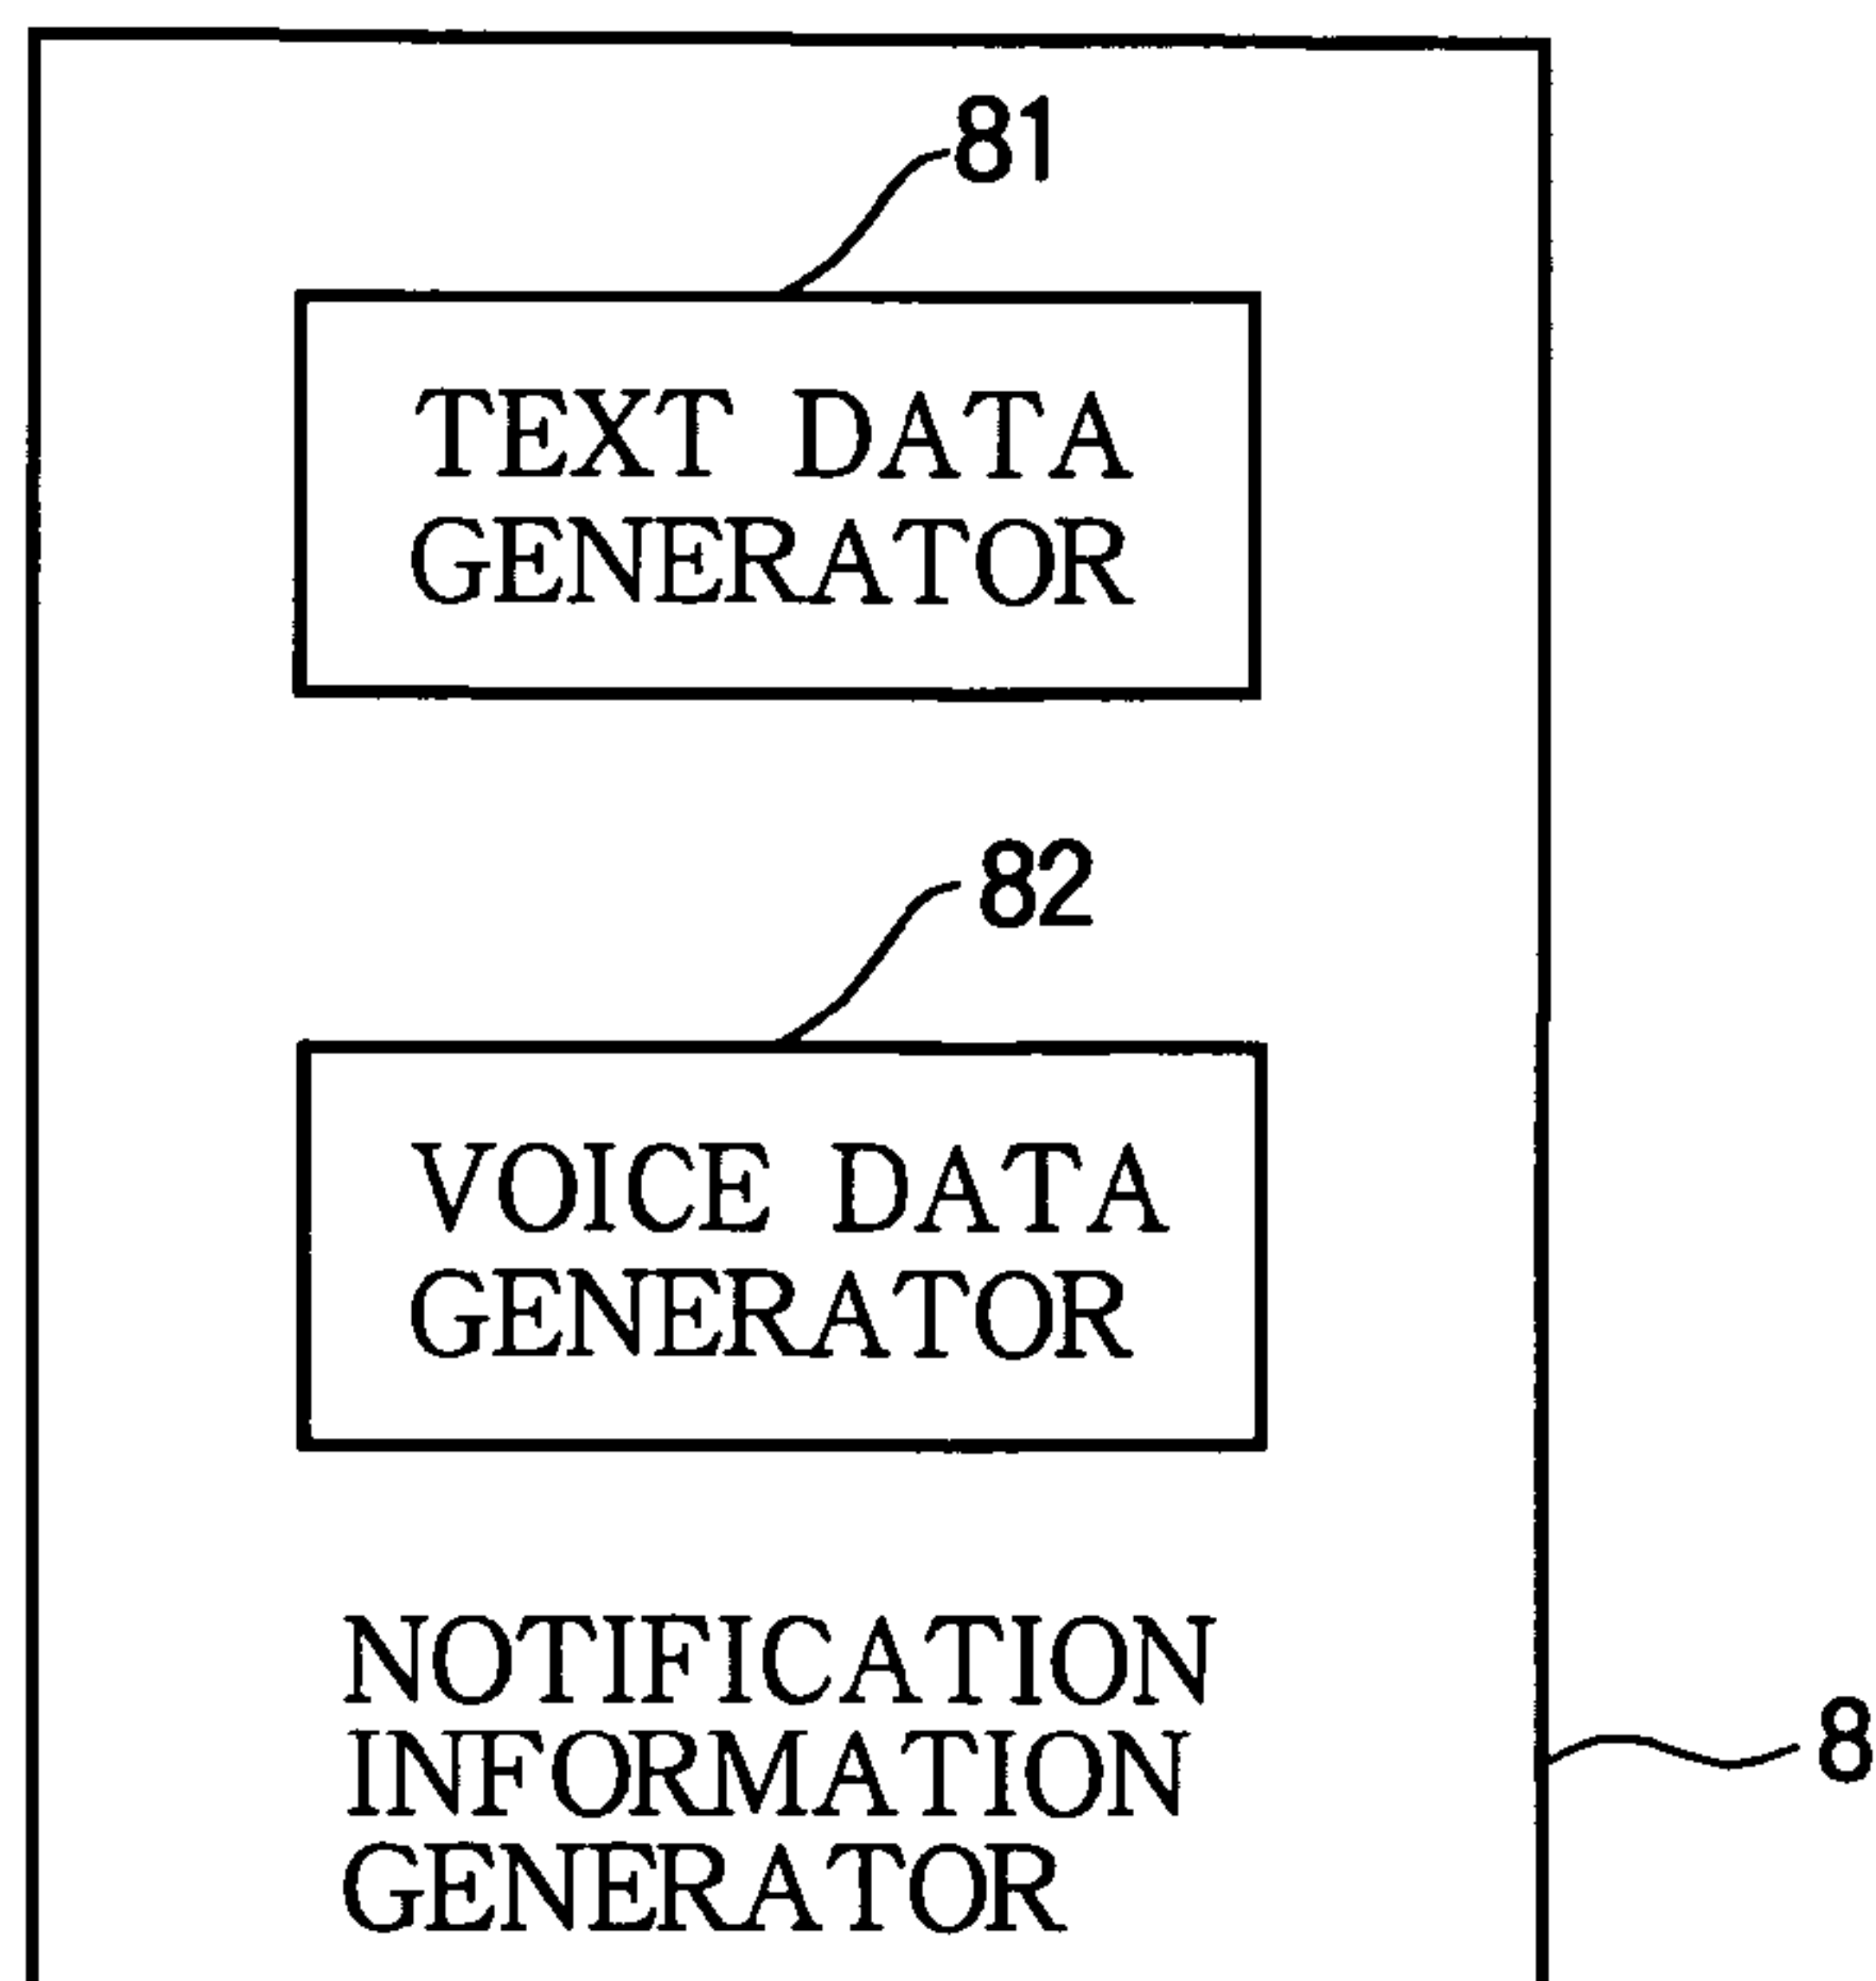 81
TEXT DATA
GENERATOR
82
VOICE DATA
GENERATOR
NOTIFICATION
INFORMATION
GENERATOR
8